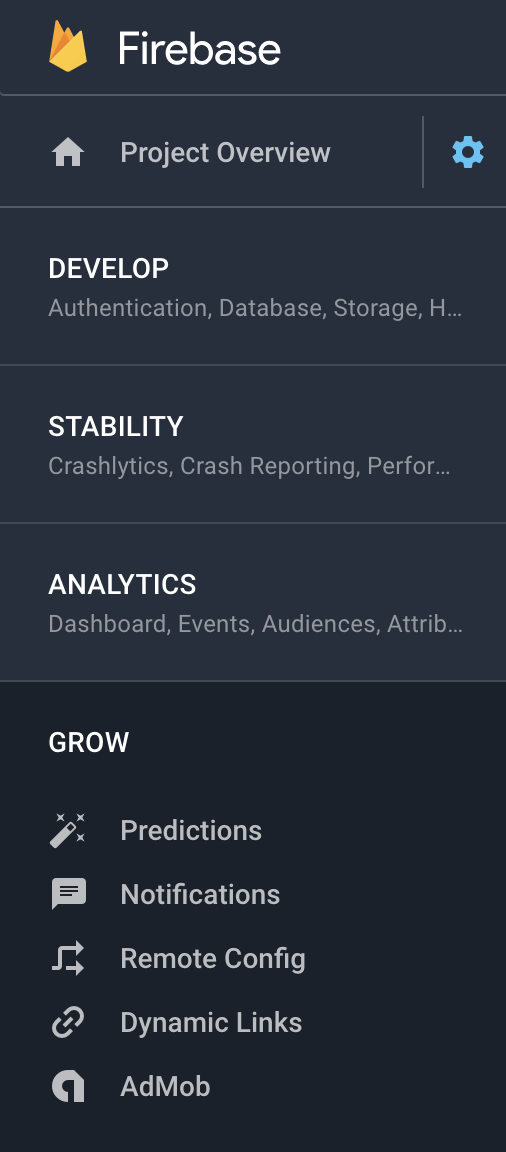 Firebase
Project Overview
DEVELOP
Authentication, Database, Storage, H...
STABILITY
Crashlytics, Crash Reporting, Perfor...
ANALYTICS
Dashboard, Events, Audiences, Attrib...
GROW
Predictions
Notifications
Remote Config
Dynamic Links
AdMob